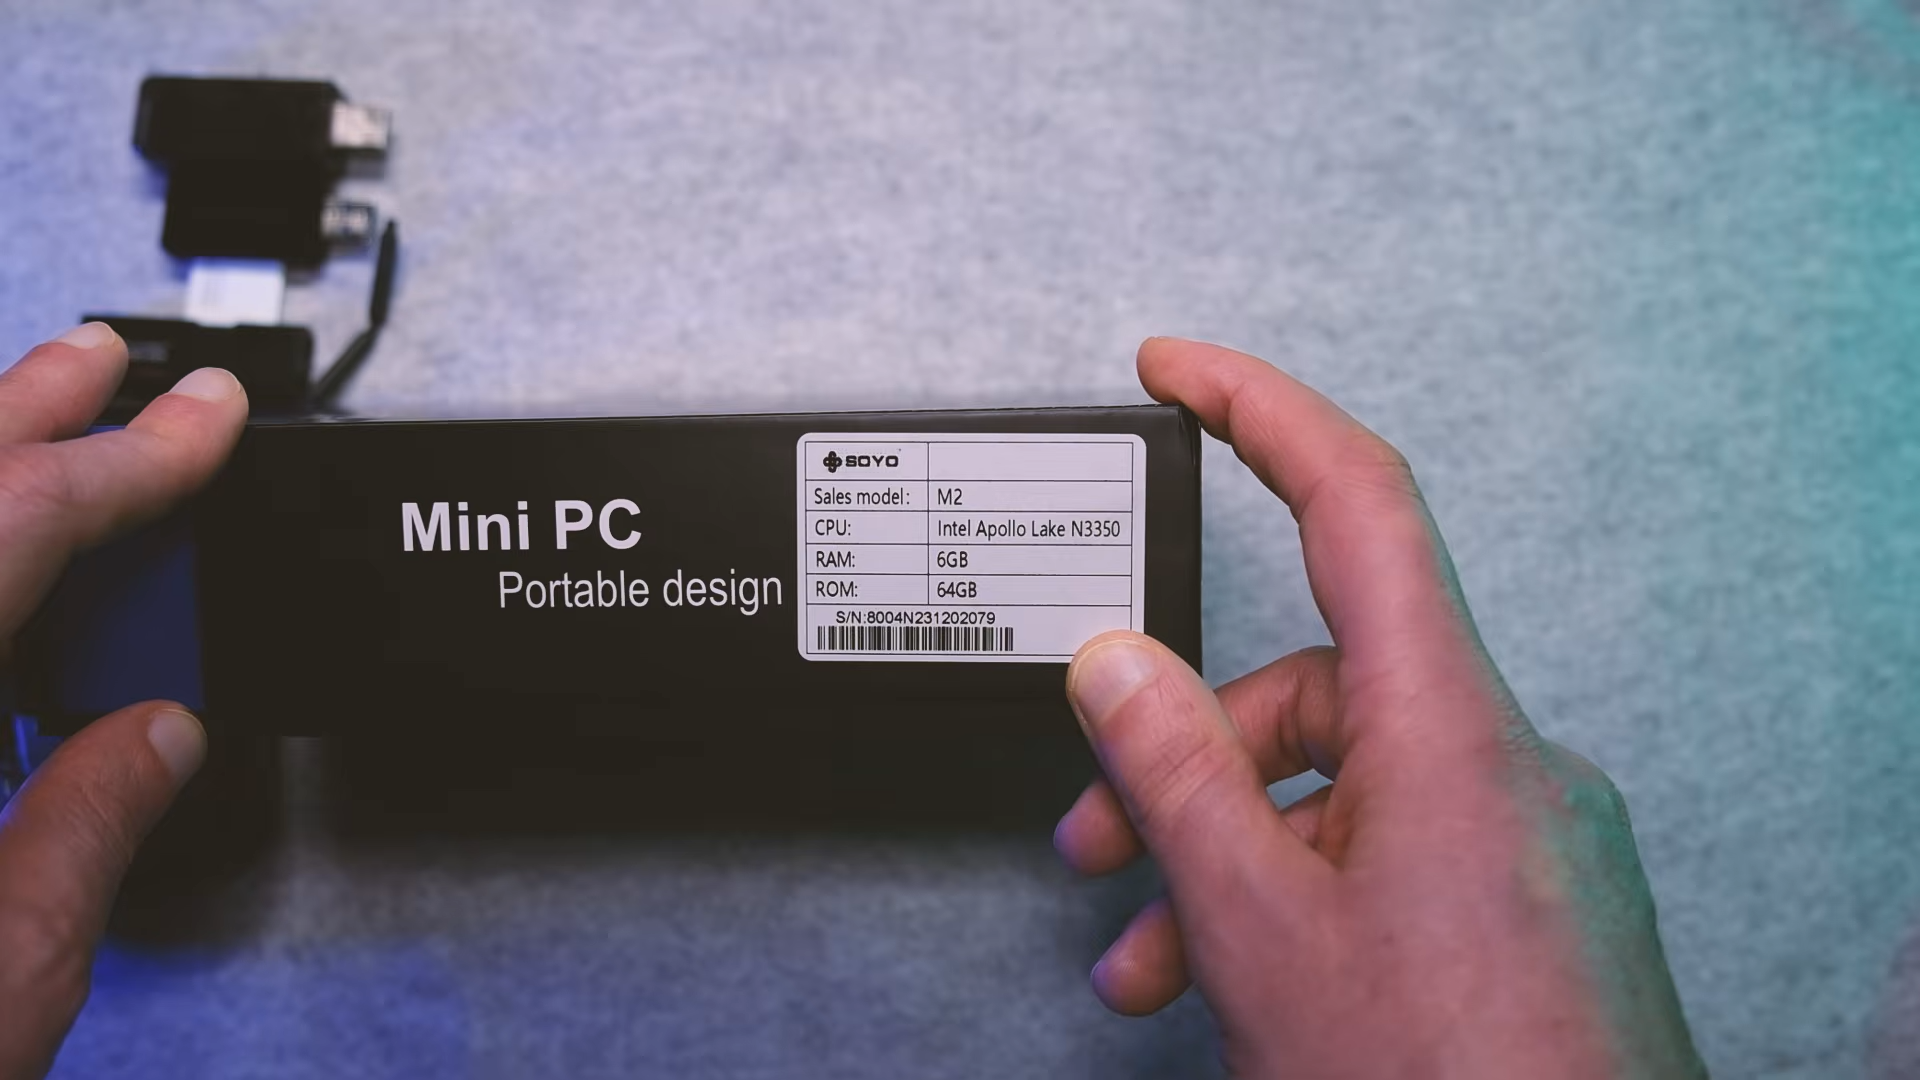 Mini PC
Portable design
SOYO
Sales model: M2
CPU: Intel Apollo Lake N3350
RAM: 6GB
ROM: 64GB
S/N:8004N231202079